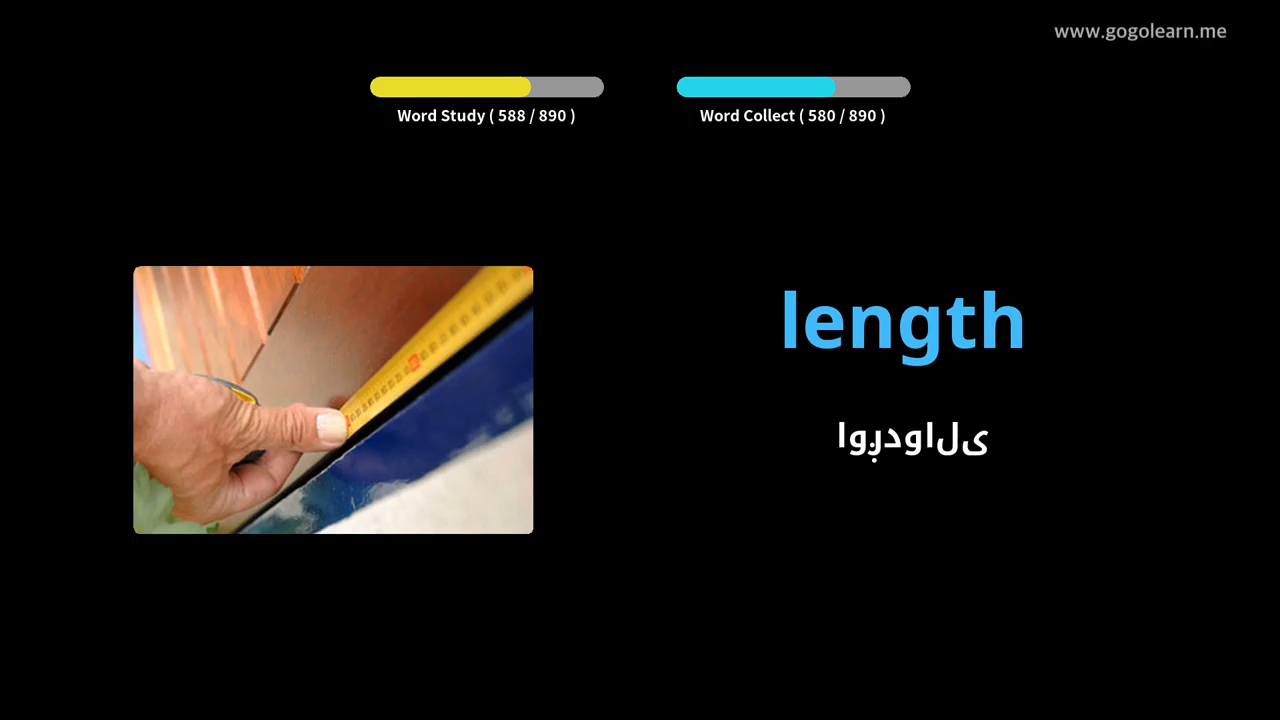 www.gogolearn.me
Word Study ( 588 / 890 )
Word Collect ( 580 / 890 )
length
اوږدوالی